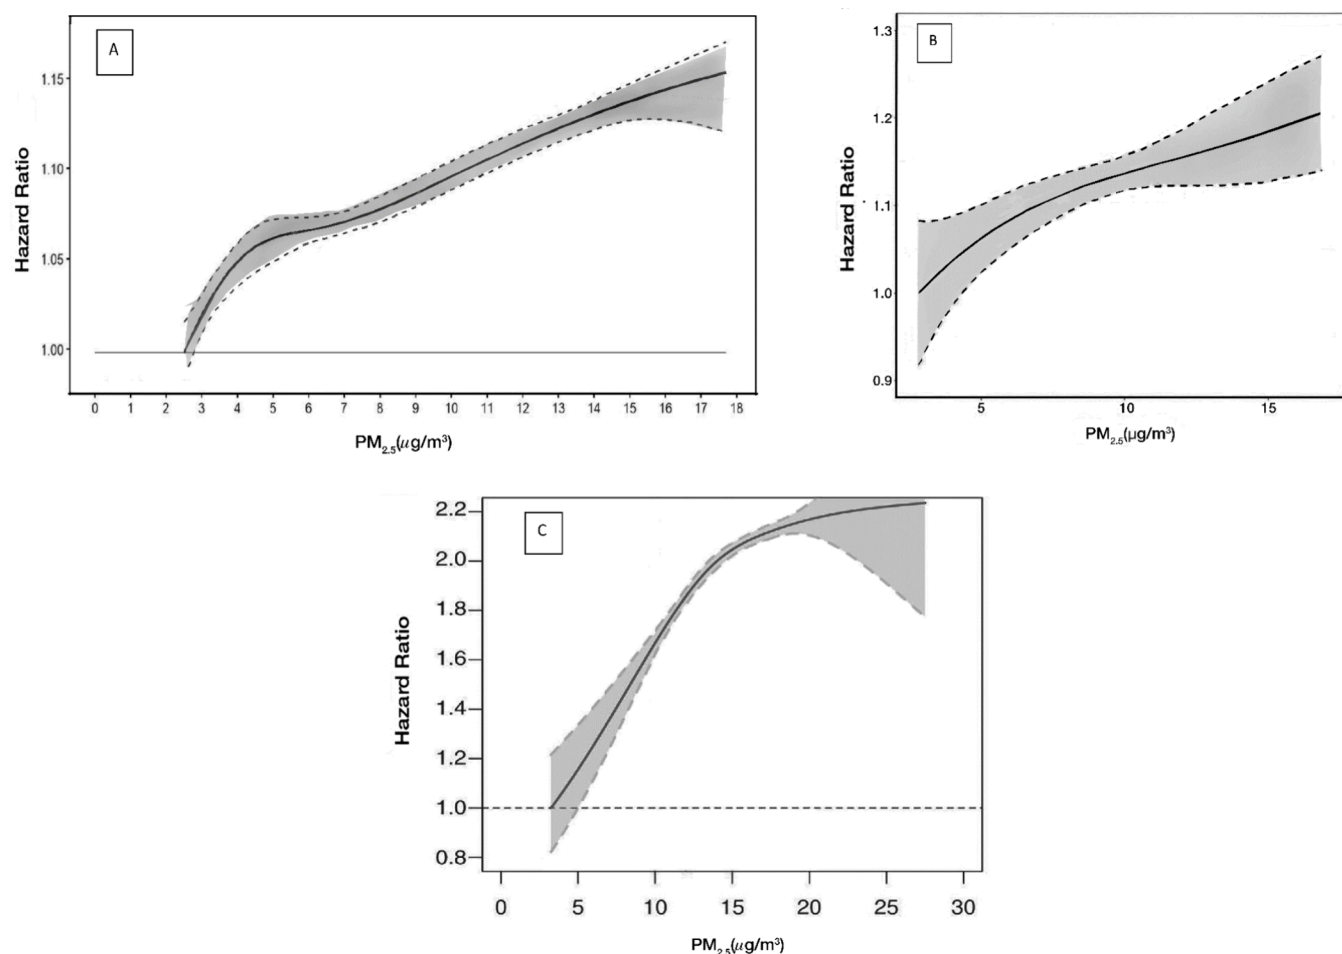 A
1.15
1.10
1.05
1.00
Hazard Ratio
0 1 2 3 4 5 6 7 8 9 10 11 12 13 14 15 16 17 18
PM2.5(μg/m³)
B
1.3
1.2
1.1
1.0
0.9
Hazard Ratio
5 10 15
PM2.5(μg/m³)
C
2.2
2.0
1.8
1.6
1.4
1.2
1.0
0.8
Hazard Ratio
0 5 10 15 20 25 30
PM2.5(μg/m³)